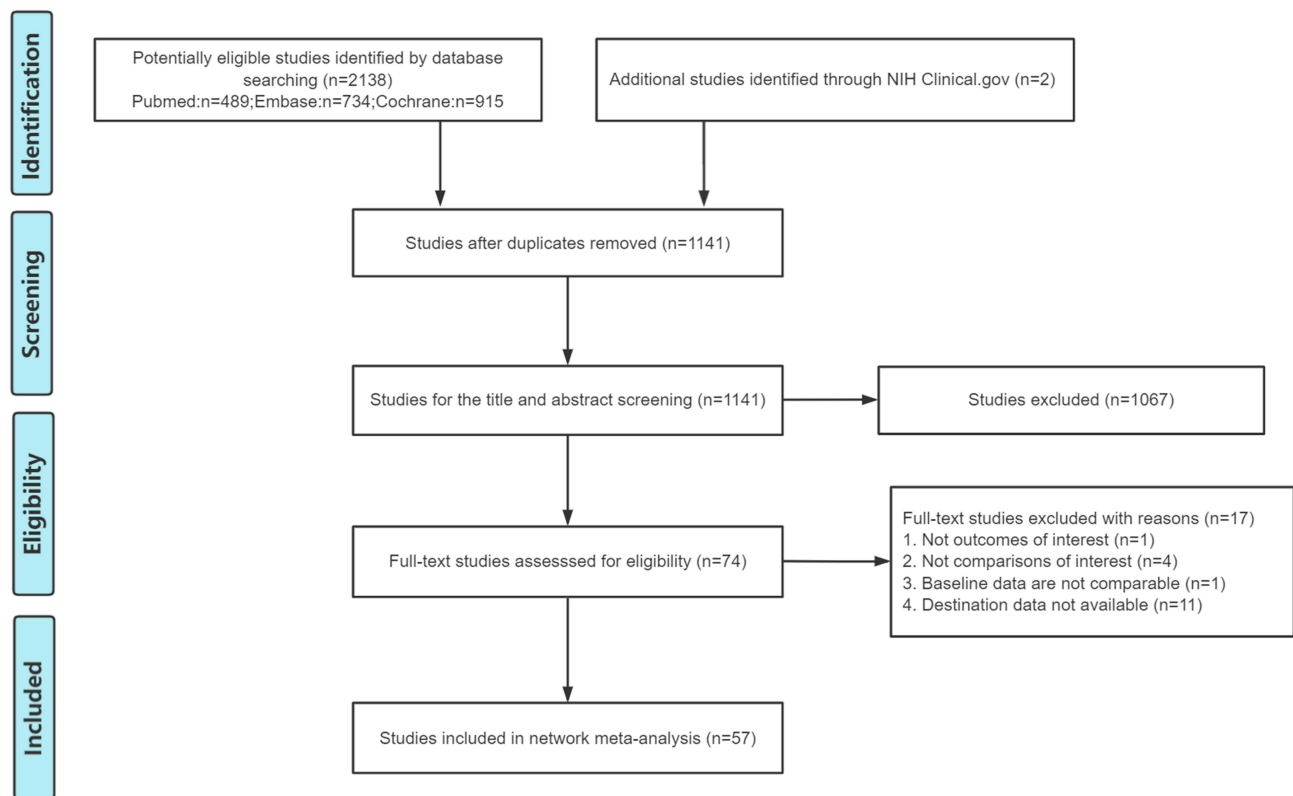 Identification
Potentially eligible studies identified by database
searching (n=2138)
Pubmed:n=489;Embase:n=734;Cochrane:n=915
Additional studies identified through NIH Clinical.gov (n=2)
Screening
Studies after duplicates removed (n=1141)
Studies for the title and abstract screening (n=1141)
Studies excluded (n=1067)
Eligibility
Full-text studies assesssed for eligibility (n=74)
Full-text studies excluded with reasons (n=17)
1. Not outcomes of interest (n=1)
2. Not comparisons of interest (n=4)
3. Baseline data are not comparable (n=1)
4. Destination data not available (n=11)
Included
Studies included in network meta-analysis (n=57)